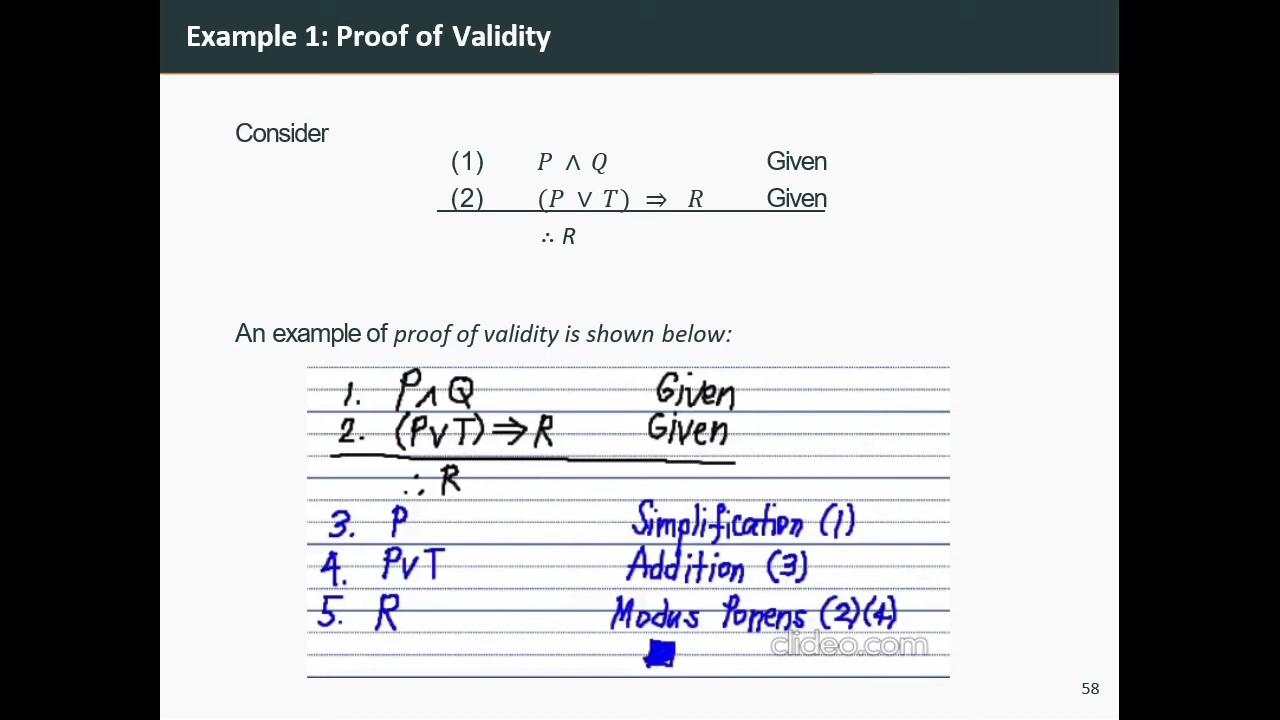 Example 1: Proof of Validity
Consider
(1) P ∧ Q Given
(2) (P ∨ T) ⇒ R Given
∴ R
An example of proof of validity is shown below:
1. P∧Q Given
2. (P∨T) ⇒ R Given
∴ R
3. P Simplification (1)
4. P∨T Addition (3)
5. R Modus Ponens (2)(4)
clideo.com
58